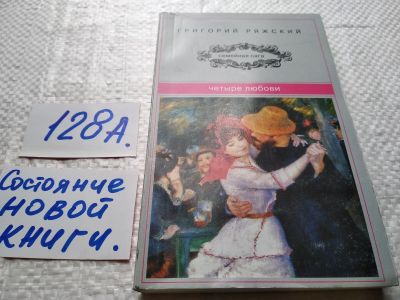 ГРИГОРИЙ РЯЖСКИЙ
семейная сага
четыре любови
128А.
Состояние
новой
книги.